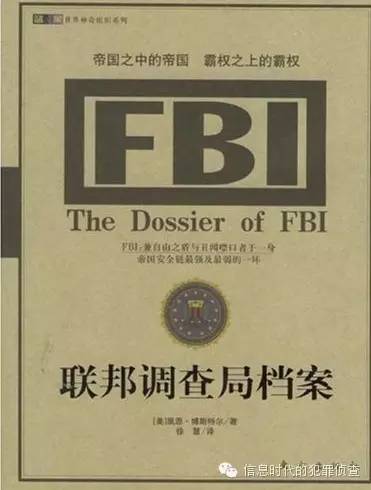 世界神奇组织系列
帝国之中的帝国 霸权之上的霸权
FBI
The Dossier of FBI
FBI:兼自由之盾与丑闻嘌口者于一身
帝国安全链最强及最弱的一环
联邦调查局档案
[美]凯恩·博斯特尔/著
徐 慧/译
信息时代的犯罪侦查